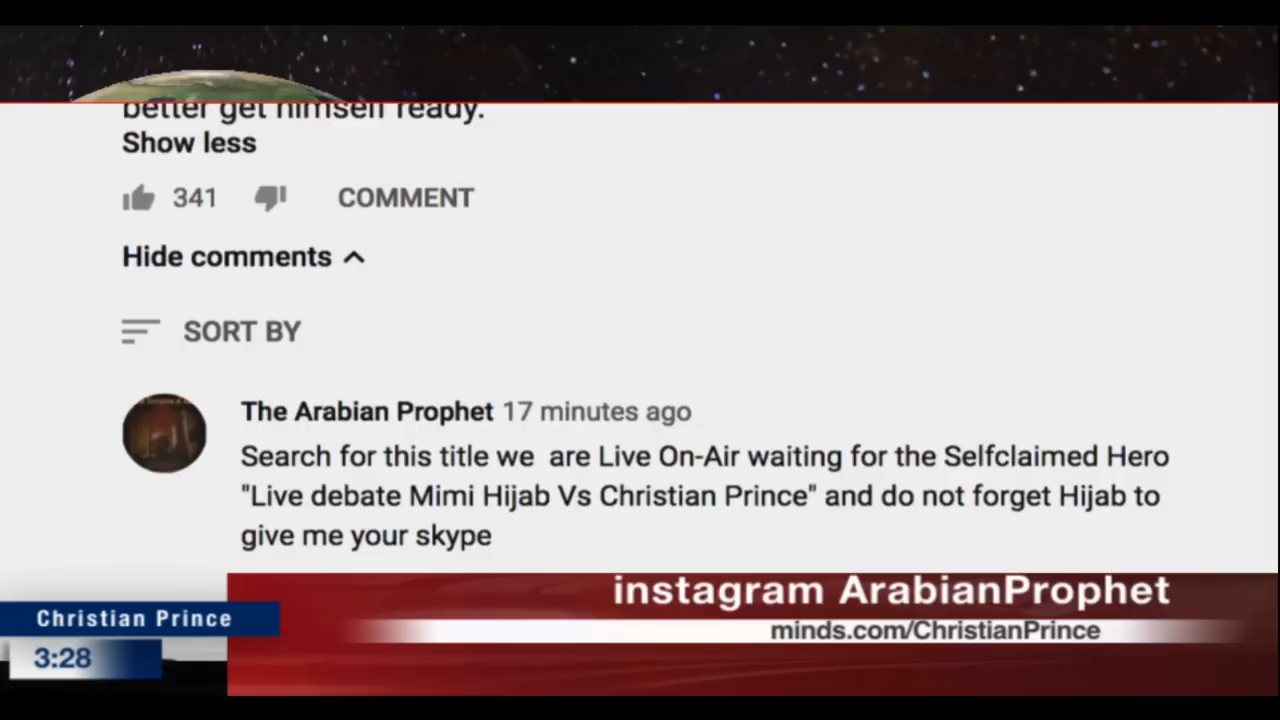 better get himself ready.
Show less
341 COMMENT
Hide comments
SORT BY
The Arabian Prophet 17 minutes ago
Search for this title we are Live On-Air waiting for the Selfclaimed Hero
"Live debate Mimi Hijab Vs Christian Prince" and do not forget Hijab to
give me your skype
instagram ArabianProphet
Christian Prince
minds.com/ChristianPrince
3:28